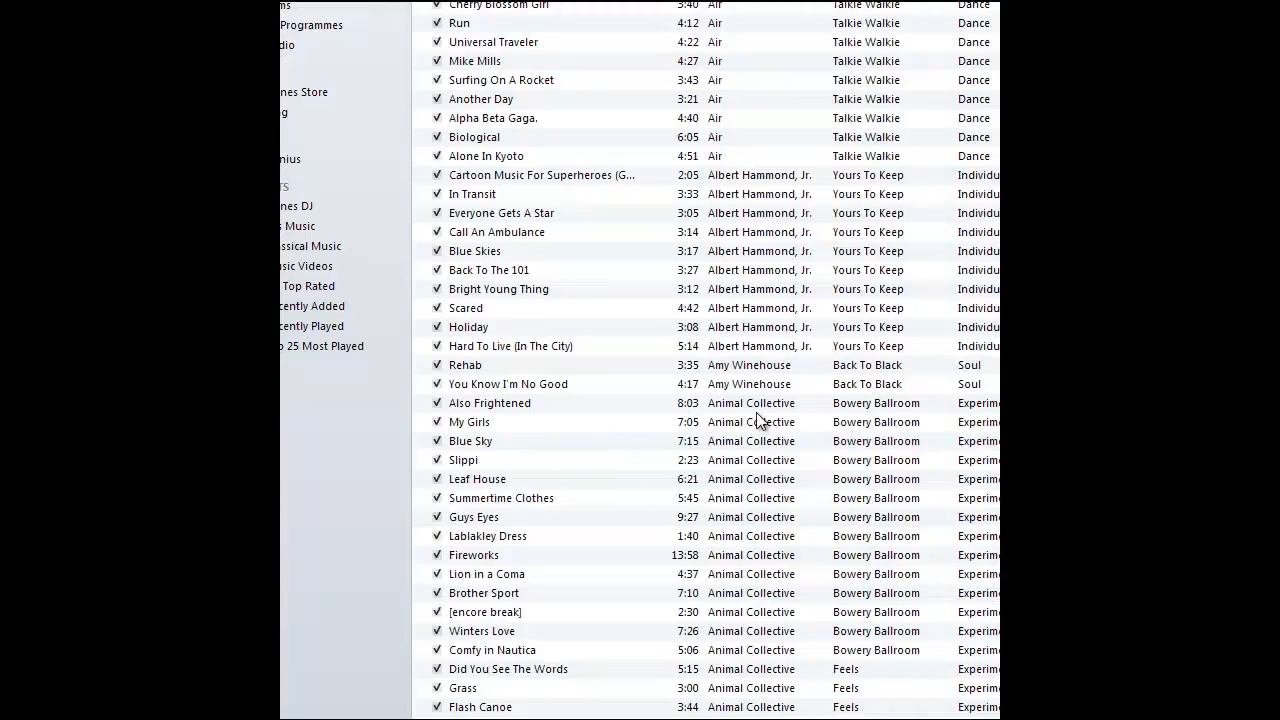 ms
Programmes
dio
nes Store
g
nius
TS
nes DJ
s Music
ssical Music
sic Videos
Top Rated
cently Added
cently Played
o 25 Most Played
Cherry Blossom Girl 3:40 Air Talkie Walkie Dance
Run 4:12 Air Talkie Walkie Dance
Universal Traveler 4:22 Air Talkie Walkie Dance
Mike Mills 4:27 Air Talkie Walkie Dance
Surfing On A Rocket 3:43 Air Talkie Walkie Dance
Another Day 3:21 Air Talkie Walkie Dance
Alpha Beta Gaga. 4:40 Air Talkie Walkie Dance
Biological 6:05 Air Talkie Walkie Dance
Alone In Kyoto 4:51 Air Talkie Walkie Dance
Cartoon Music For Superheroes (G... 2:05 Albert Hammond, Jr. Yours To Keep Individu
In Transit 3:33 Albert Hammond, Jr. Yours To Keep Individu
Everyone Gets A Star 3:05 Albert Hammond, Jr. Yours To Keep Individu
Call An Ambulance 3:14 Albert Hammond, Jr. Yours To Keep Individu
Blue Skies 3:17 Albert Hammond, Jr. Yours To Keep Individu
Back To The 101 3:27 Albert Hammond, Jr. Yours To Keep Individu
Bright Young Thing 3:12 Albert Hammond, Jr. Yours To Keep Individu
Scared 4:42 Albert Hammond, Jr. Yours To Keep Individu
Holiday 3:08 Albert Hammond, Jr. Yours To Keep Individu
Hard To Live (In The City) 5:14 Albert Hammond, Jr. Yours To Keep Individu
Rehab 3:35 Amy Winehouse Back To Black Soul
You Know I'm No Good 4:17 Amy Winehouse Back To Black Soul
Also Frightened 8:03 Animal Collective Bowery Ballroom Experim
My Girls 7:05 Animal Collective Bowery Ballroom Experim
Blue Sky 7:15 Animal Collective Bowery Ballroom Experim
Slippi 2:23 Animal Collective Bowery Ballroom Experim
Leaf House 6:21 Animal Collective Bowery Ballroom Experim
Summertime Clothes 5:45 Animal Collective Bowery Ballroom Experim
Guys Eyes 9:27 Animal Collective Bowery Ballroom Experim
Lablakley Dress 1:40 Animal Collective Bowery Ballroom Experim
Fireworks 13:58 Animal Collective Bowery Ballroom Experim
Lion in a Coma 4:37 Animal Collective Bowery Ballroom Experim
Brother Sport 7:10 Animal Collective Bowery Ballroom Experim
[encore break] 2:30 Animal Collective Bowery Ballroom Experim
Winters Love 7:26 Animal Collective Bowery Ballroom Experim
Comfy in Nautica 5:06 Animal Collective Bowery Ballroom Experim
Did You See The Words 5:15 Animal Collective Feels Experim
Grass 3:00 Animal Collective Feels Experim
Flash Canoe 3:44 Animal Collective Feels Experim